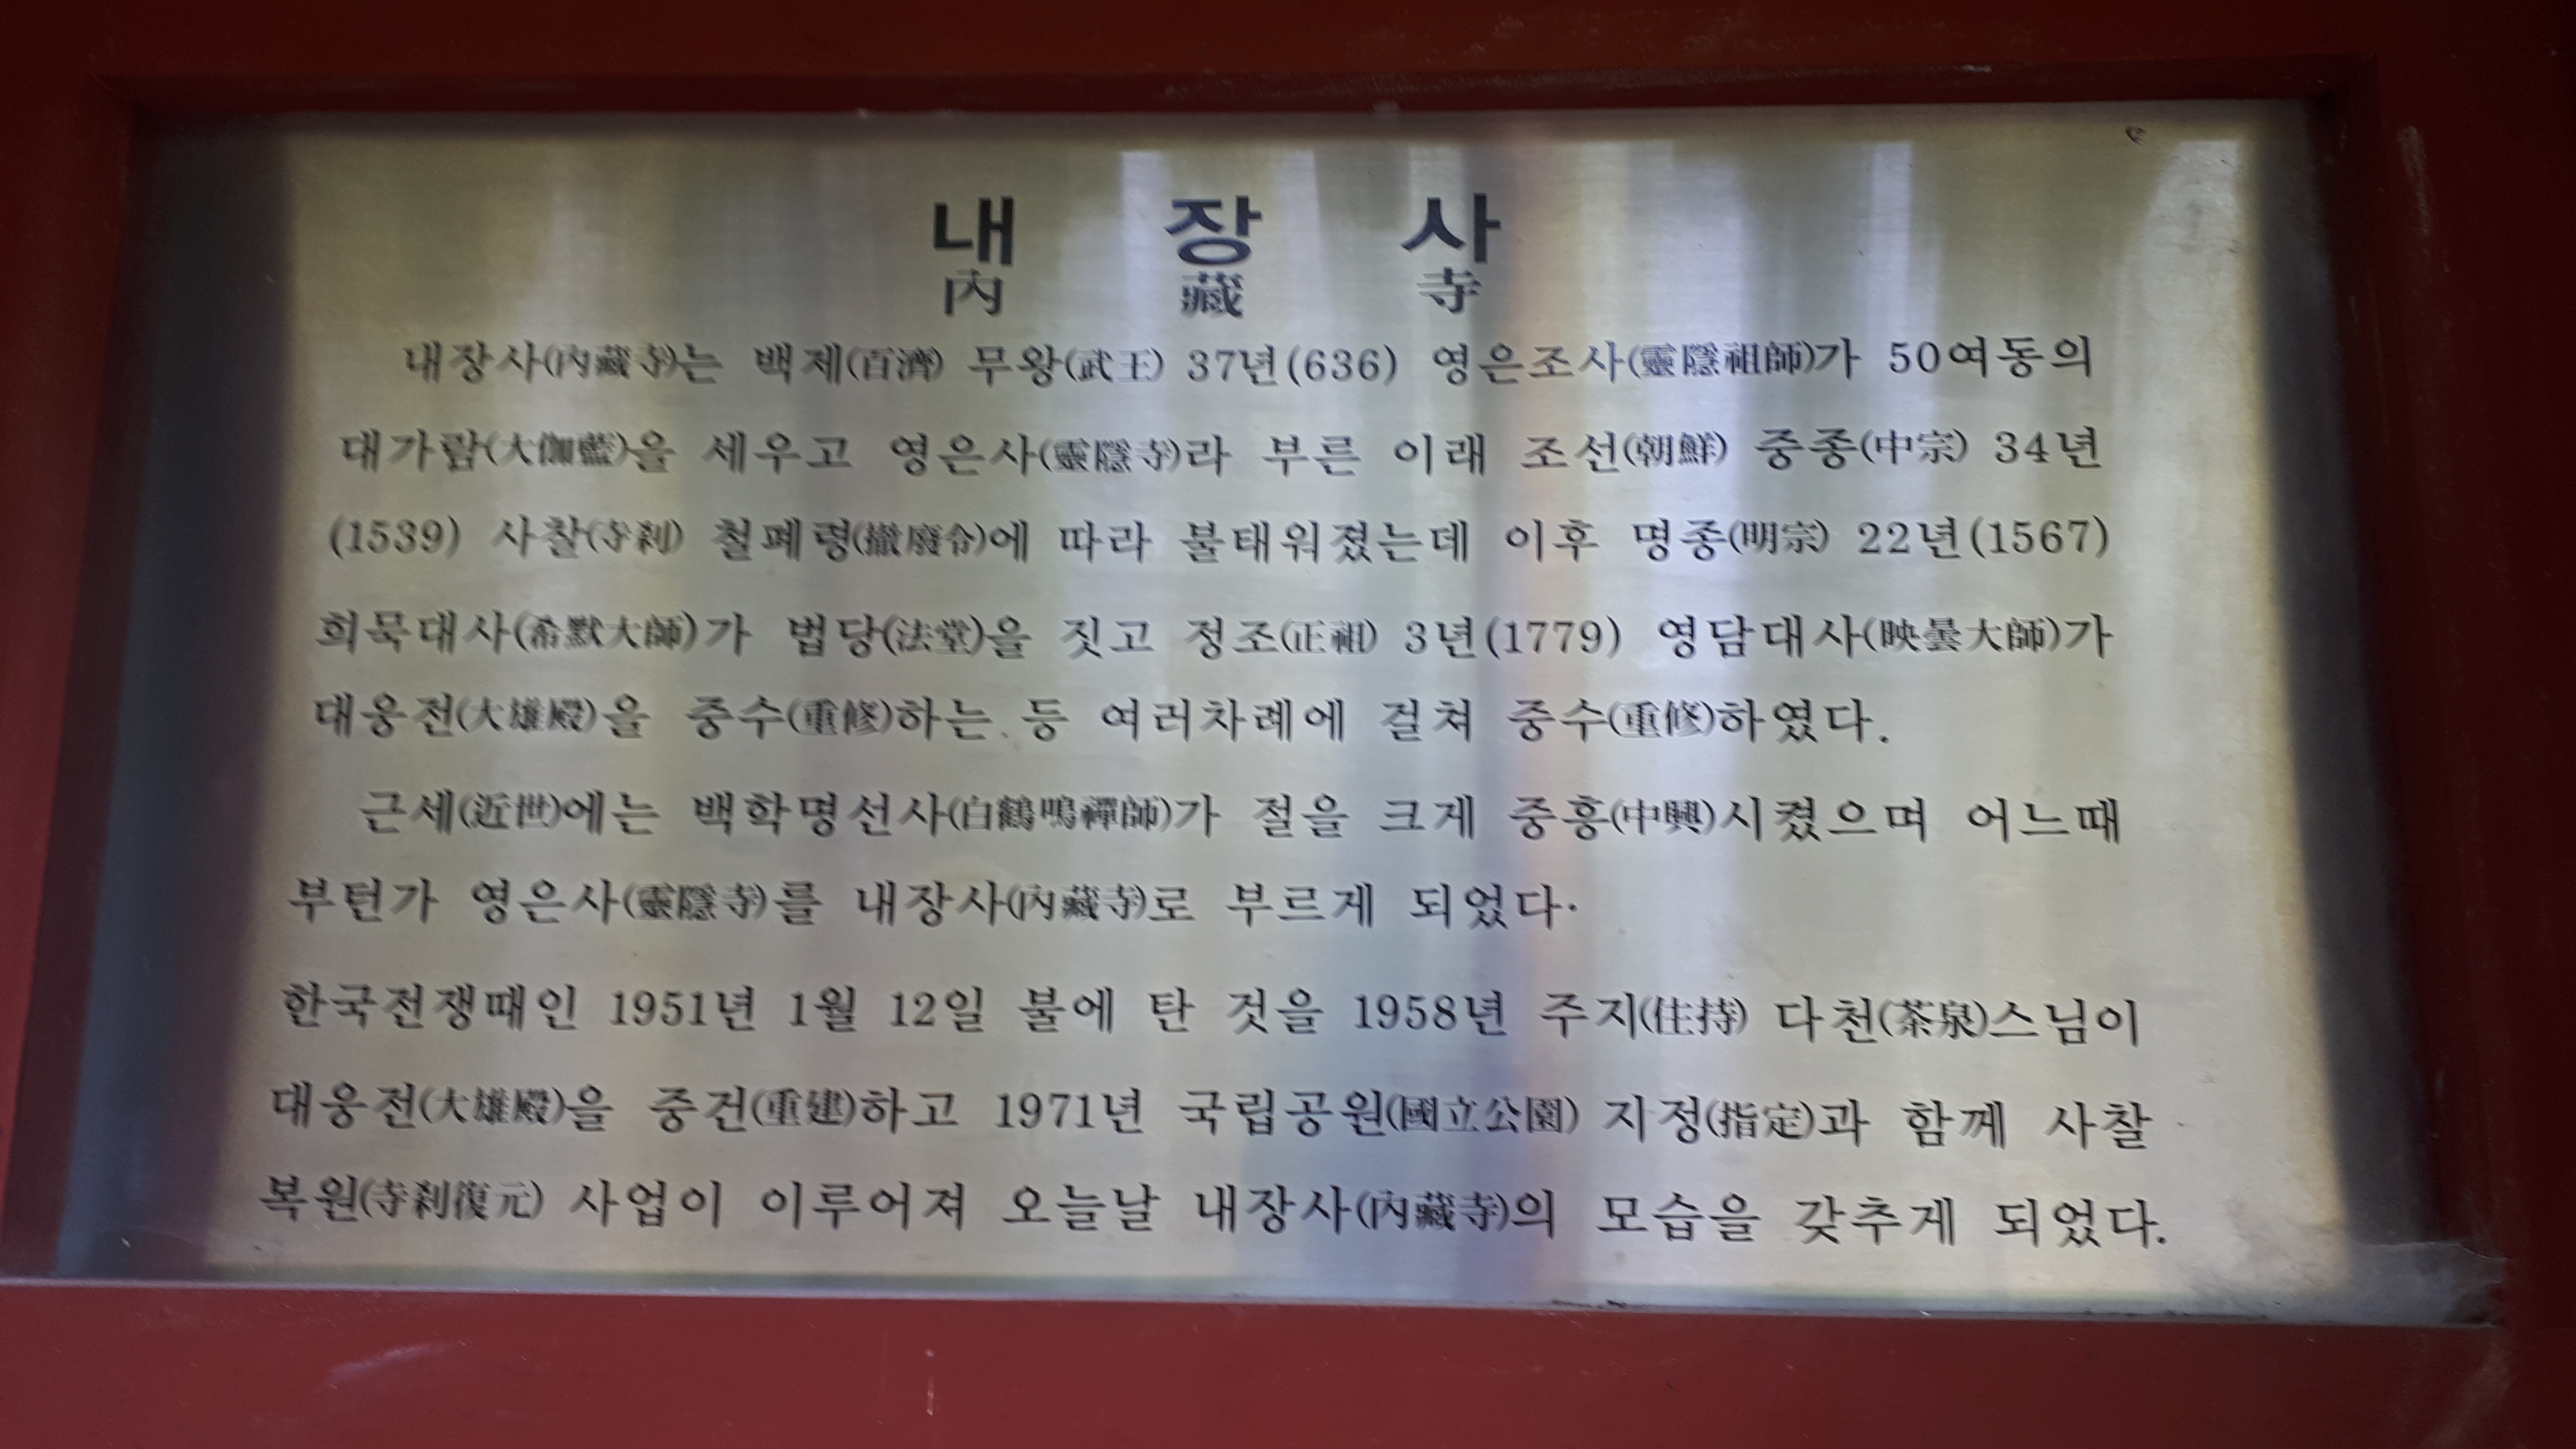 내 장 사
內 藏 寺
내장사(內藏寺)는 백제(百濟) 무왕(武王) 37년(636) 영은조사(靈隱祖師)가 50여동의
대가람(大伽藍)을 세우고 영은사(靈隱寺)라 부른 이래 조선(朝鮮) 중종(中宗) 34년
(1539) 사찰(寺刹) 철폐령(撤廢令)에 따라 불태워졌는데 이후 명종(明宗) 22년(1567)
희묵대사(希默大師)가 법당(法堂)을 짓고 정조(正祖) 3년(1779) 영담대사(映曇大師)가
대웅전(大雄殿)을 중수(重修)하는 등 여러차례에 걸쳐 중수(重修)하였다.
근세(近世)에는 백학명선사(白鶴鳴禪師)가 절을 크게 중흥(中興)시켰으며 어느때
부턴가 영은사(靈隱寺)를 내장사(內藏寺)로 부르게 되었다.
한국전쟁때인 1951년 1월 12일 불에 탄 것을 1958년 주지(住持) 다천(茶泉)스님이
대웅전(大雄殿)을 중건(重建)하고 1971년 국립공원(國立公園) 지정(指定)과 함께 사찰
복원(寺刹復元) 사업이 이루어져 오늘날 내장사(內藏寺)의 모습을 갖추게 되었다.